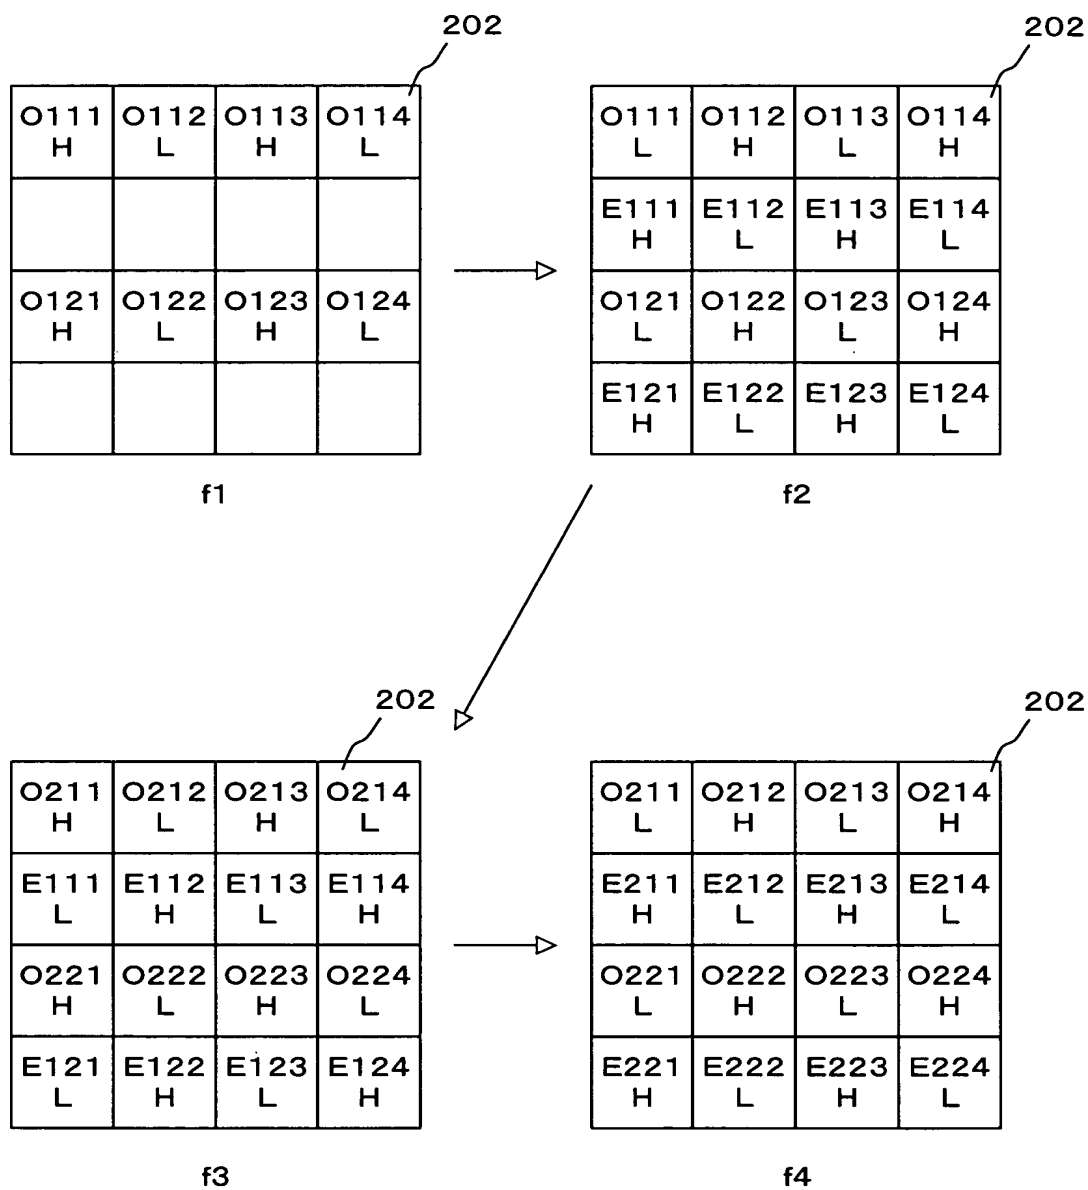 202
202
O111 O112 O113 O114
H L H L
O121 O122 O123 O124
H L H L
f1
O111 O112 O113 O114
L H L H
E111 E112 E113 E114
H L H L
O121 O122 O123 O124
L H L H
E121 E122 E123 E124
H L H L
f2
202
202
O211 O212 O213 O214
H L H L
E111 E112 E113 E114
L H L H
O221 O222 O223 O224
H L H L
E121 E122 E123 E124
L H L H
f3
O211 O212 O213 O214
L H L H
E211 E212 E213 E214
H L H L
O221 O222 O223 O224
L H L H
E221 E222 E223 E224
H L H L
f4